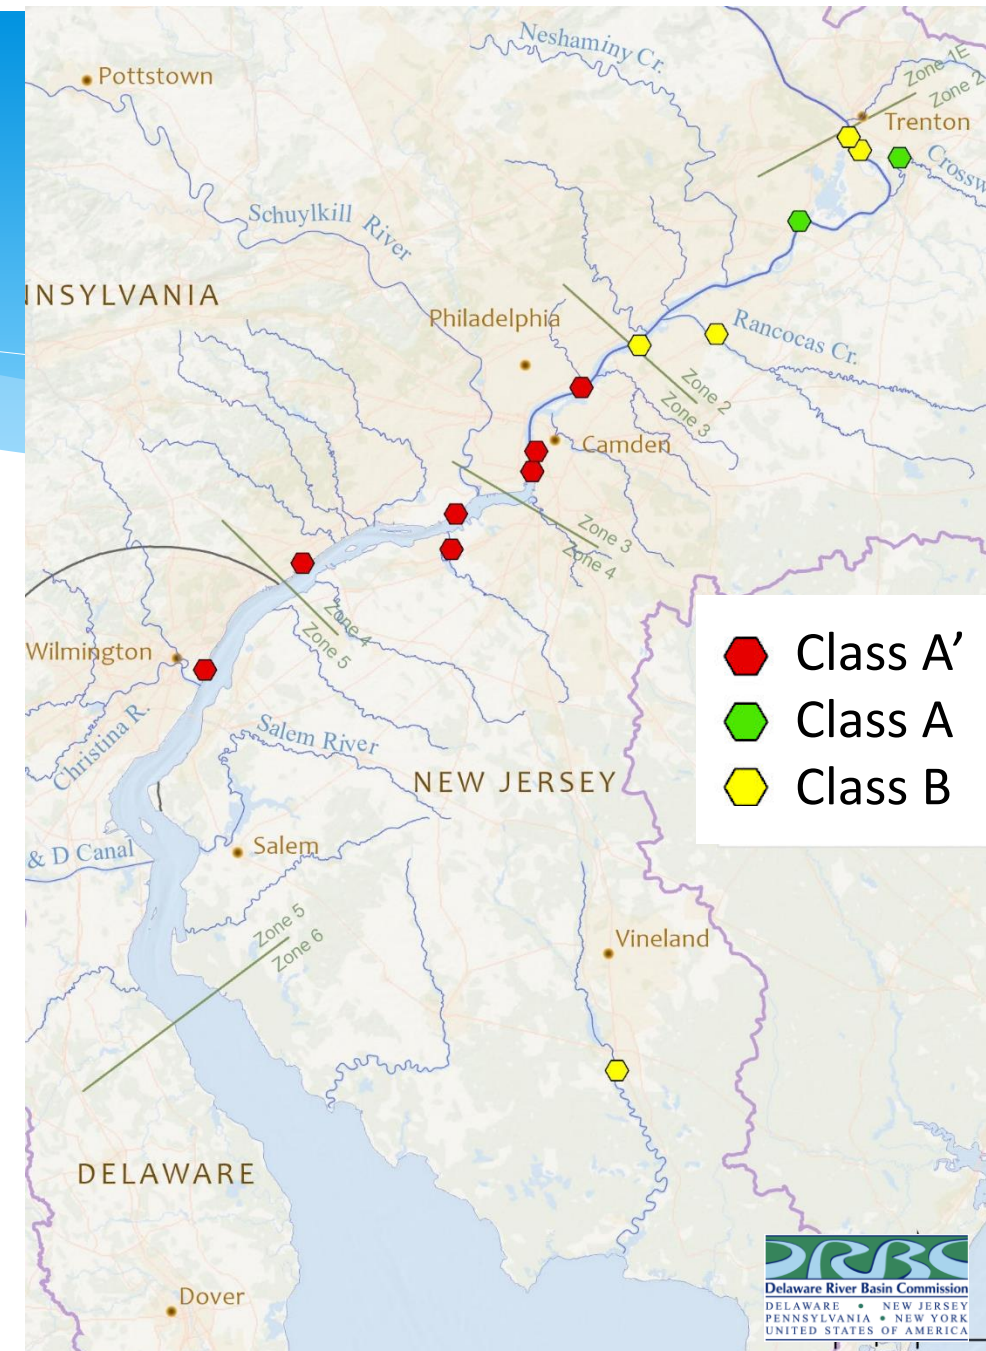 Neshaminy Cr.
Pottstown
Zone 1E
Zone 2
Trenton
Crossw
Schuylkill River
NNSYLVANIA
Philadelphia
Rancocas Cr.
Zone 2
Zone 3
Camden
Zone 3
Zone 4
Zone 4
Zone 5
Wilmington
Class A’
Class A
Class B
Christina R.
Salem River
NEW JERSEY
& D Canal
Salem
Zone 5
Zone 6
Vineland
DELAWARE
Dover
DRBC
Delaware River Basin Commission
DELAWARE • NEW JERSEY
PENNSYLVANIA • NEW YORK
UNITED STATES OF AMERICA